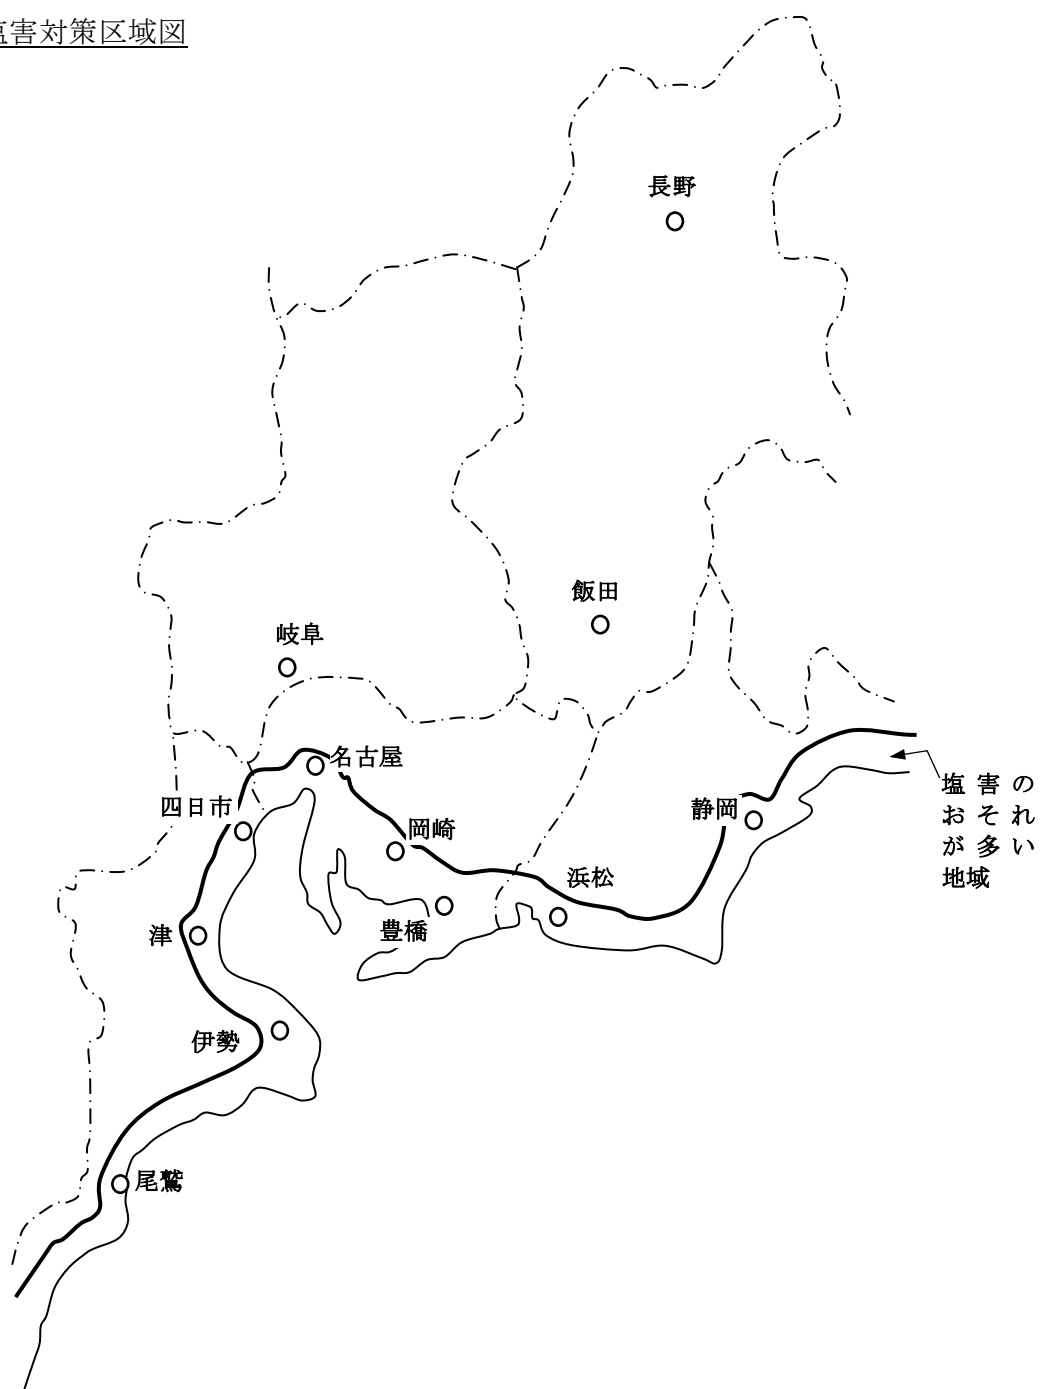 害対策区域図
長野
飯田
岐阜
名古屋
四日市
岡崎
静岡
塩害の
おそれ
が多い
地域
浜松
豊橋
津
伊勢
尾鷲